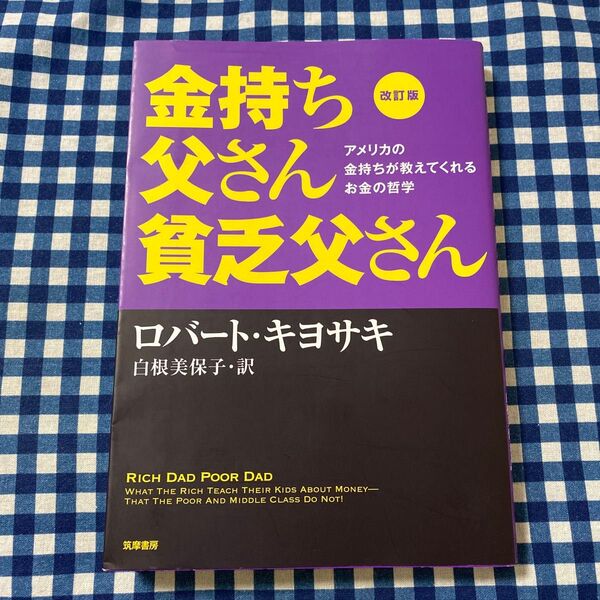 金持ち
父さん
貧乏父さん
改訂版
アメリカの
金持ちが教えてくれる
お金の哲学
ロバート・キヨサキ
白根美保子・訳
RICH DAD POOR DAD
WHAT THE RICH TEACH THEIR KIDS ABOUT MONEY—
THAT THE POOR AND MIDDLE CLASS DO NOT!
筑摩書房